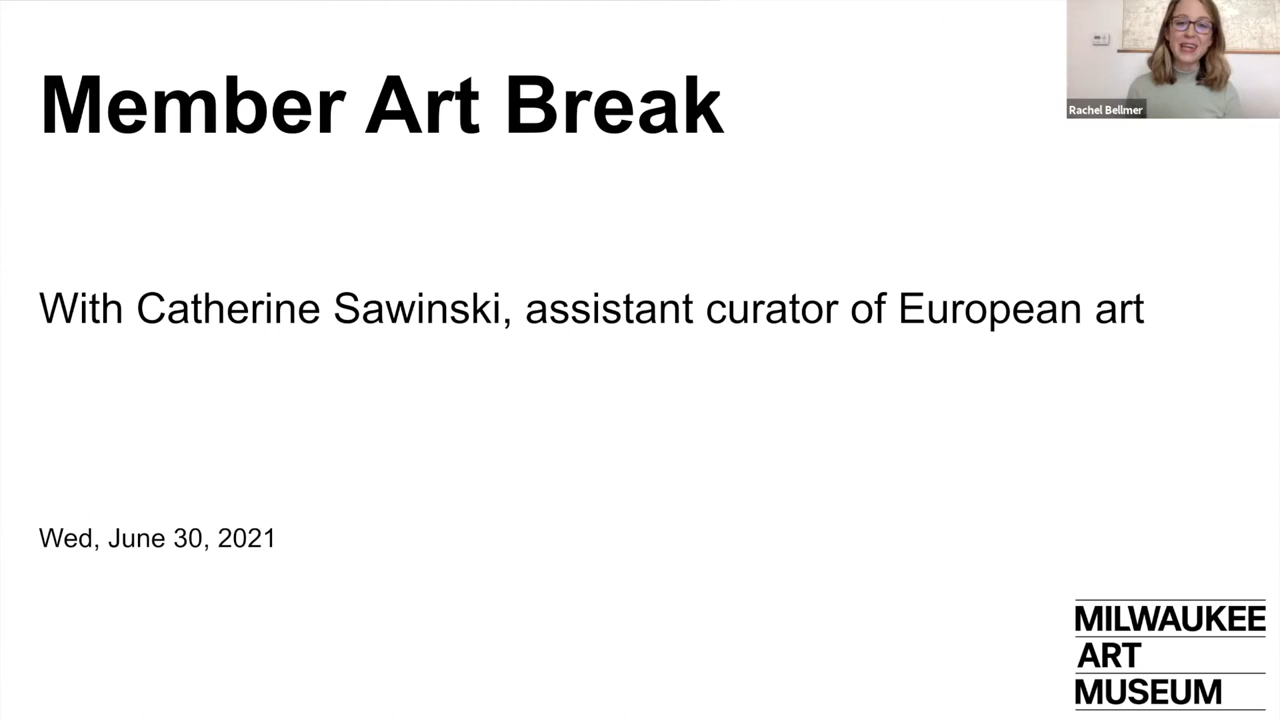 Member Art Break
Rachel Bellmer
With Catherine Sawinski, assistant curator of European art
Wed, June 30, 2021
MILWAUKEE
ART
MUSEUM